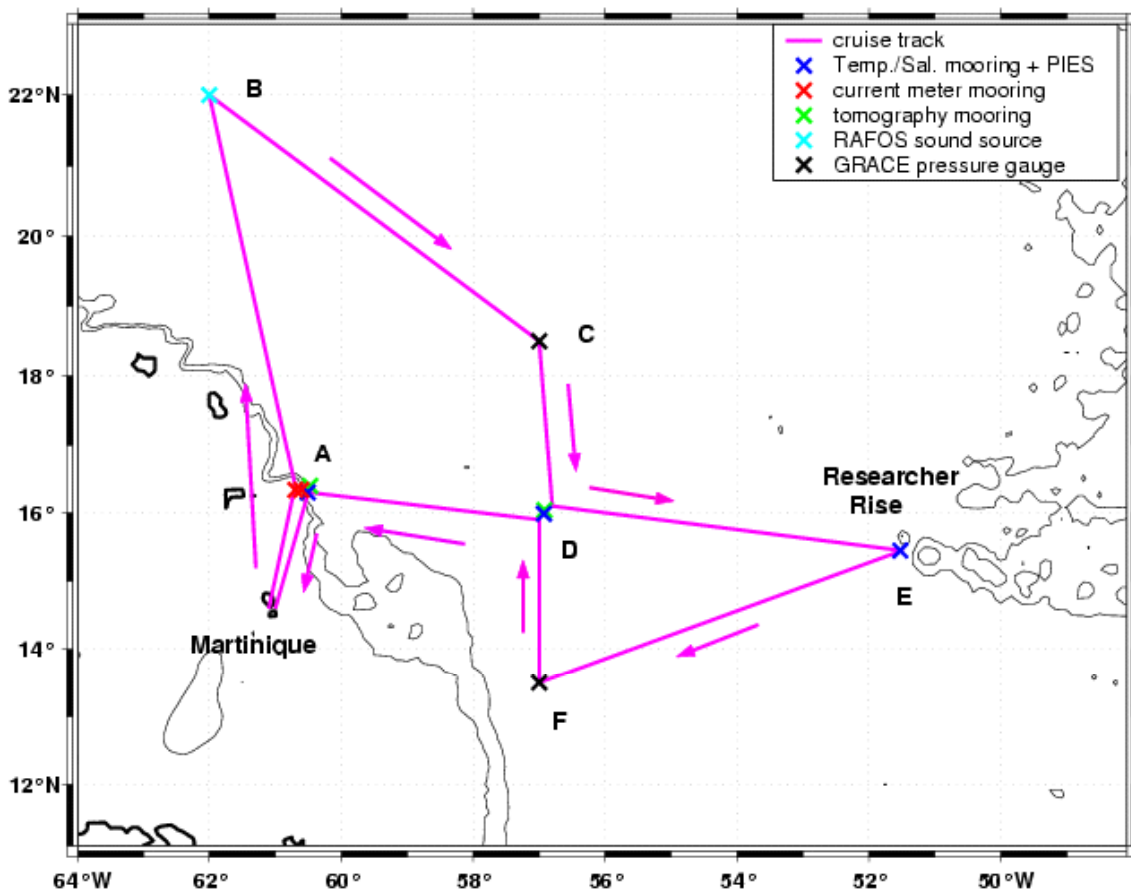 cruise track
Temp./Sal. mooring + PIES
current meter mooring
tomography mooring
RAFOS sound source
GRACE pressure gauge
22°N
B
20°
C
18°
A
Researcher
Rise
16°
D
E
Martinique
14°
F
12°N
64°W
62°
60°
58°
56°
54°
52°
50°W